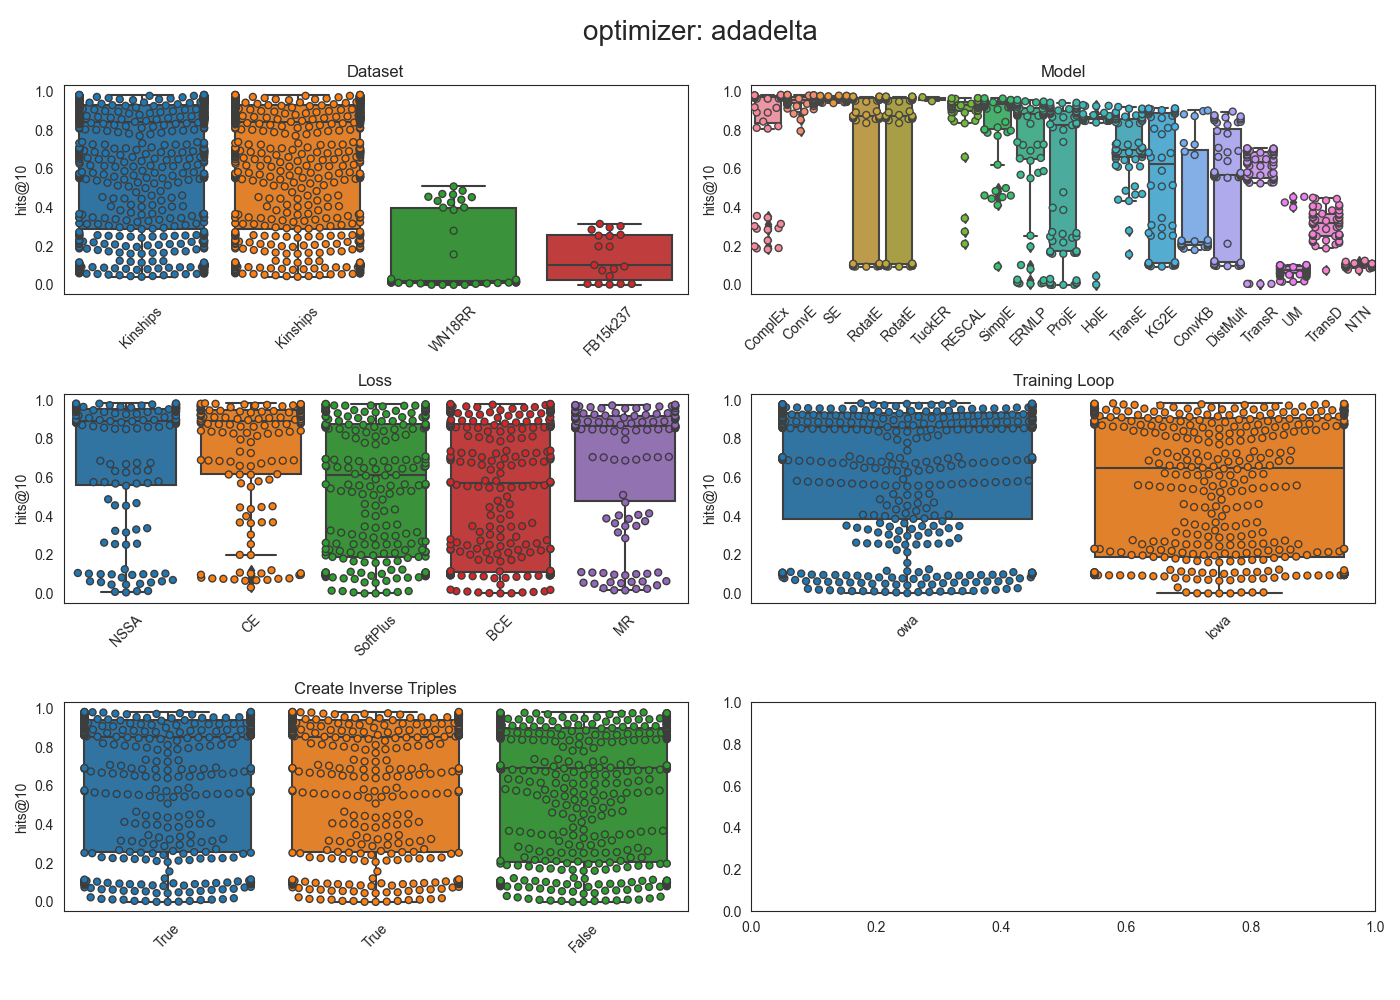 optimizer: adadelta
Dataset
hits@10
1.0
0.8
0.6
0.4
0.2
0.0
Kinships
Kinships
WN18RR
FB15k237
Model
hits@10
1.0
0.8
0.6
0.4
0.2
0.0
ComplEx
ConvE
SE
RotatE
RotatE
TuckER
RESCAL
SimplE
ERMLP
ProjE
HolE
TransE
KG2E
ConvKB
DistMult
TransR
UM
TransD
NTN
Loss
hits@10
1.0
0.8
0.6
0.4
0.2
0.0
NSSA
CE
SoftPlus
BCE
MR
Training Loop
hits@10
1.0
0.8
0.6
0.4
0.2
0.0
owa
lcwa
Create Inverse Triples
hits@10
1.0
0.8
0.6
0.4
0.2
0.0
True
True
False
1.0
0.8
0.6
0.4
0.2
0.0
0.0
0.2
0.4
0.6
0.8
1.0